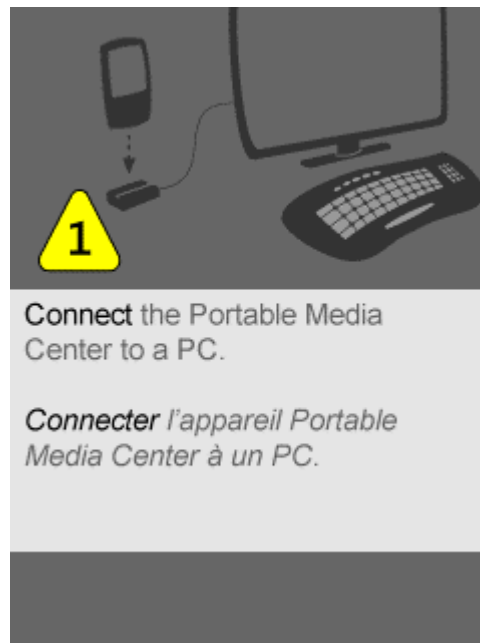 1
Connect the Portable Media
Center to a PC.
Connecter l'appareil Portable
Media Center à un PC.